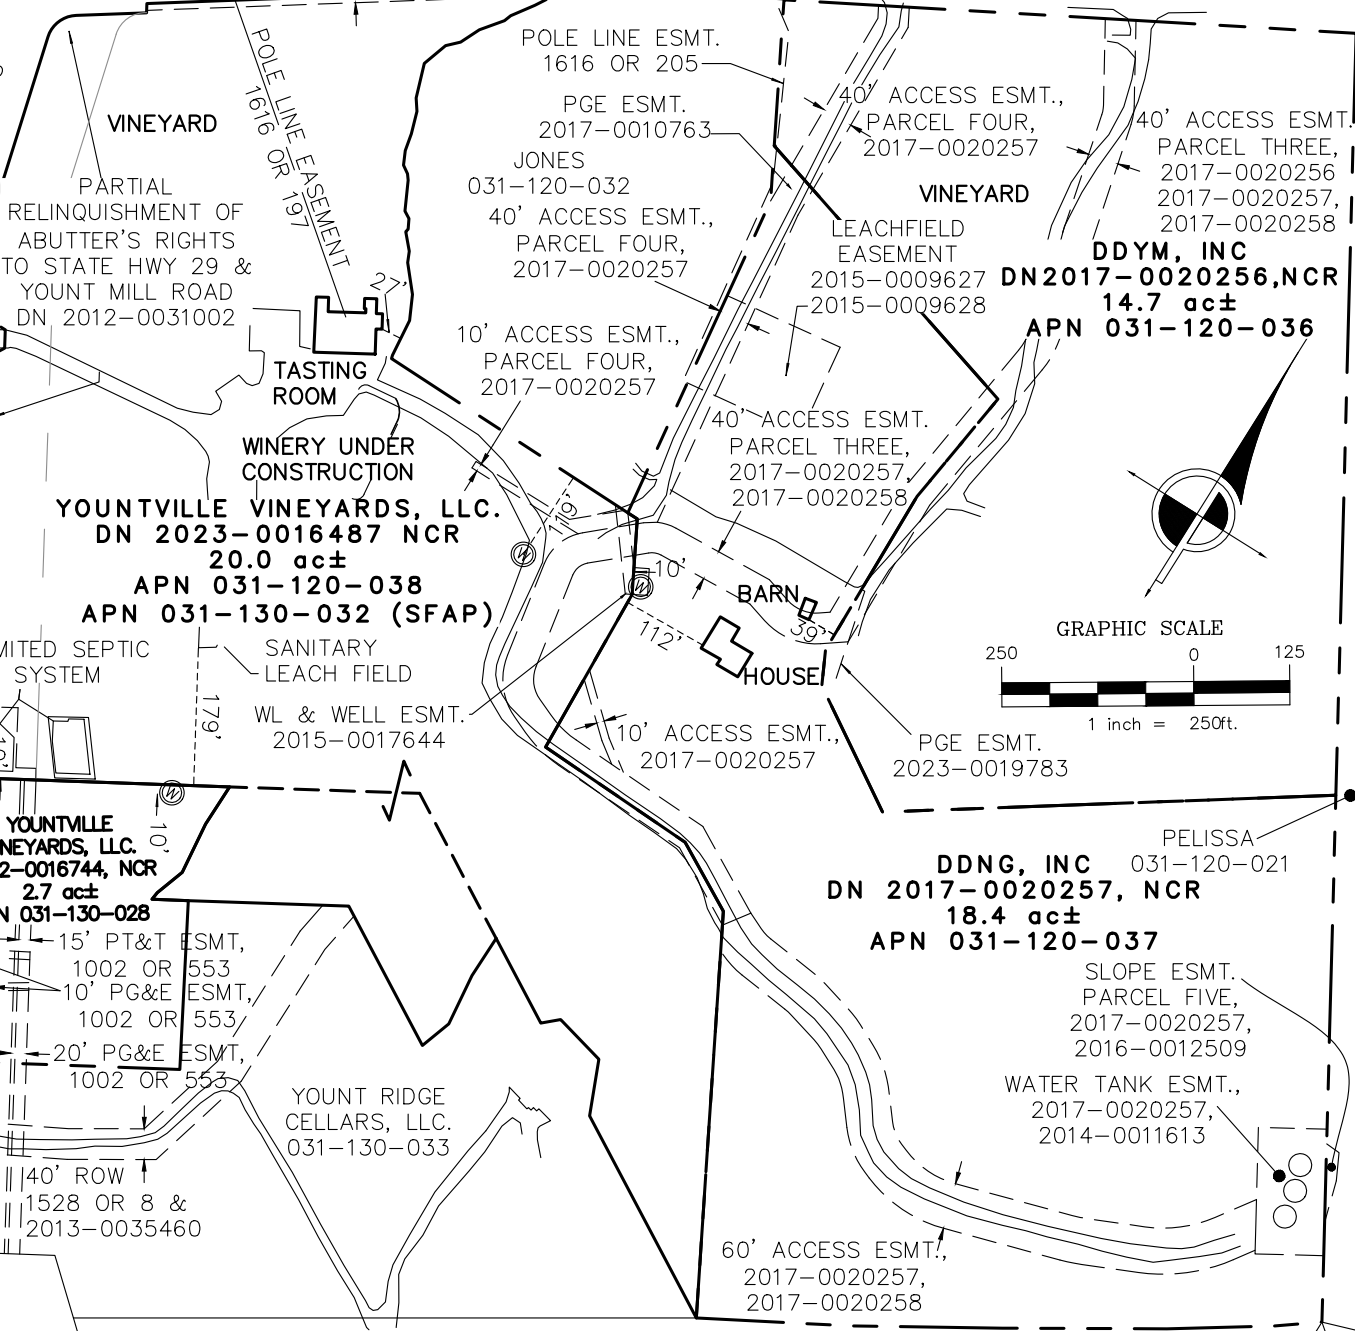 POLE LINE EASEMENT
1616 OR 197
VINEYARD
PARTIAL
RELINQUISHMENT OF
ABUTTER'S RIGHTS
TO STATE HWY 29 &
YOUNT MILL ROAD
DN 2012-0031002
27'
TASTING
ROOM
WINERY UNDER
CONSTRUCTION
POLE LINE ESMT.
1616 OR 205
PGE ESMT.
2017-0010763
JONES
031-120-032
40' ACCESS ESMT.,
PARCEL FOUR,
2017-0020257
10' ACCESS ESMT.,
PARCEL FOUR,
2017-0020257
40' ACCESS ESMT.,
PARCEL FOUR,
2017-0020257
VINEYARD
40' ACCESS ESMT.
PARCEL THREE,
2017-0020256
2017-0020257,
2017-0020258
LEACHFIELD
EASEMENT
2015-0009627
2015-0009628
DDYM, INC
DN2017-0020256,NCR
14.7 ac±
APN 031-120-036
40' ACCESS ESMT.
PARCEL THREE,
2017-0020257,
2017-0020258
YOUNTVILLE VINEYARDS, LLC.
DN 2023-0016487 NCR
20.0 ac±
APN 031-120-038
APN 031-130-032 (SFAP)
W
W
10'
112'
BARN
39'
HOUSE
GRAPHIC SCALE
250
0
125
1 inch = 250ft.
MITED SEPTIC
SYSTEM
SANITARY
LEACH FIELD
179'
WL & WELL ESMT.
2015-0017644
10' ACCESS ESMT.,
2017-0020257
PGE ESMT.
2023-0019783
W
10'
YOUNTVILLE
NEYARDS, LLC.
2-0016744, NCR
2.7 ac±
N 031-130-028
PELISSA
031-120-021
DDNG, INC
DN 2017-0020257, NCR
18.4 ac±
APN 031-120-037
15' PT&T ESMT,
1002 OR 553
10' PG&E ESMT,
1002 OR 553
20' PG&E ESMT,
1002 OR 553
SLOPE ESMT.
PARCEL FIVE,
2017-0020257,
2016-0012509
WATER TANK ESMT.,
2017-0020257,
2014-0011613
YOUNT RIDGE
CELLARS, LLC.
031-130-033
40' ROW
1528 OR 8 &
2013-0035460
60' ACCESS ESMT.,
2017-0020257,
2017-0020258